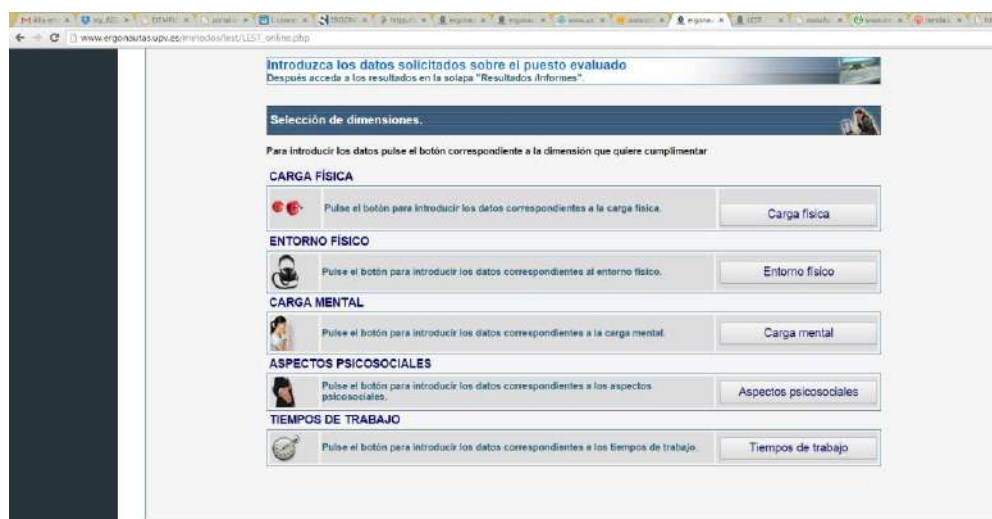 www.ergonautas.upv.es/metodos/lest/LEST_online.php
Introduzca los datos solicitados sobre el puesto evaluado
Después acceda a los resultados en la solapa "Resultados /Informes".
Selección de dimensiones.
Para introducir los datos pulse el botón correspondiente a la dimensión que quiere cumplimentar
CARGA FÍSICA
Pulse el botón para introducir los datos correspondientes a la carga física.
Carga física
ENTORNO FÍSICO
Pulse el botón para introducir los datos correspondientes al entorno físico.
Entorno físico
CARGA MENTAL
Pulse el botón para introducir los datos correspondientes a la carga mental.
Carga mental
ASPECTOS PSICOSOCIALES
Pulse el botón para introducir los datos correspondientes a los aspectos
psicosociales.
Aspectos psicosociales
TIEMPOS DE TRABAJO
Pulse el botón para introducir los datos correspondientes a los tiempos de trabajo.
Tiempos de trabajo